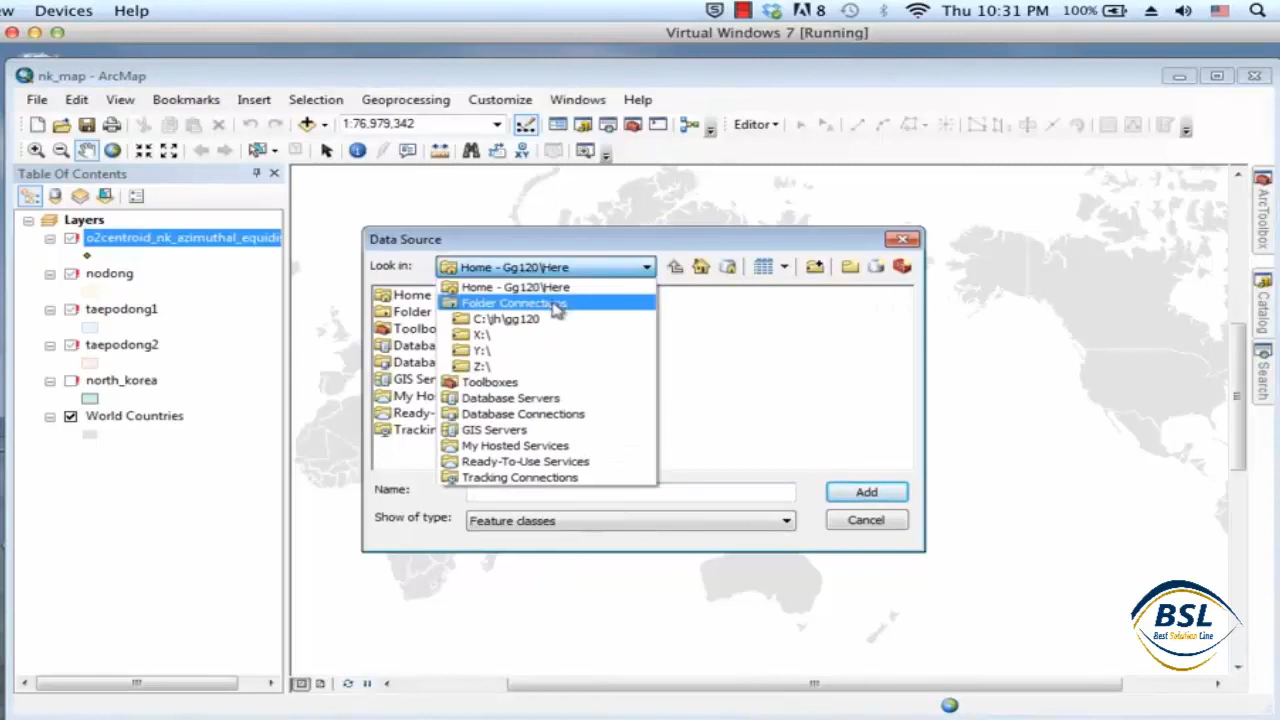 ew Devices Help 8 Thu 10:31 PM 100%
Virtual Windows 7 [Running]
nk_map - ArcMap
File Edit View Bookmarks Insert Selection Geoprocessing Customize Windows Help
1:76,979,342 Editor
Table Of Contents
Layers
o2centroid_nk_azimuthal_equidi
nodong
taepodong1
taepodong2
north_korea
World Countries
Data Source
Look in: Home - Gg120\Here
Home - Gg120\Here
Home
Folder Connections
Folder
C:\jh\gg120
Toolbo
X:\
Databa
Y:\
Databa
Z:\
GIS Ser
Toolboxes
My Ho
Database Servers
Ready-
Database Connections
Trackin
GIS Servers
My Hosted Services
Ready-To-Use Services
Tracking Connections
Name: Add
Show of type: Feature classes Cancel
ArcToolbox
Catalog
Search
BSL
Best Solution Line